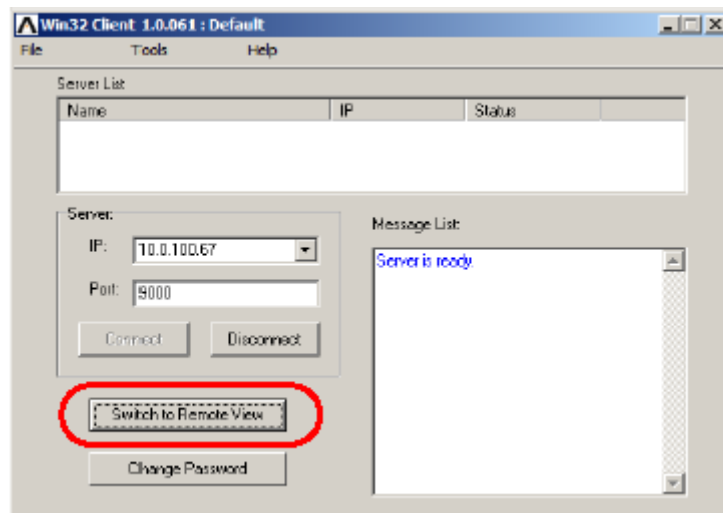 Win32 Client 1.0.061 : Default
File Tools Help
Server List
Name IP Status
Server:
IP: 10.0.100.67
Port: 9000
Connect Disconnect
Switch to Remote View
Change Password
Message List:
Server is ready.